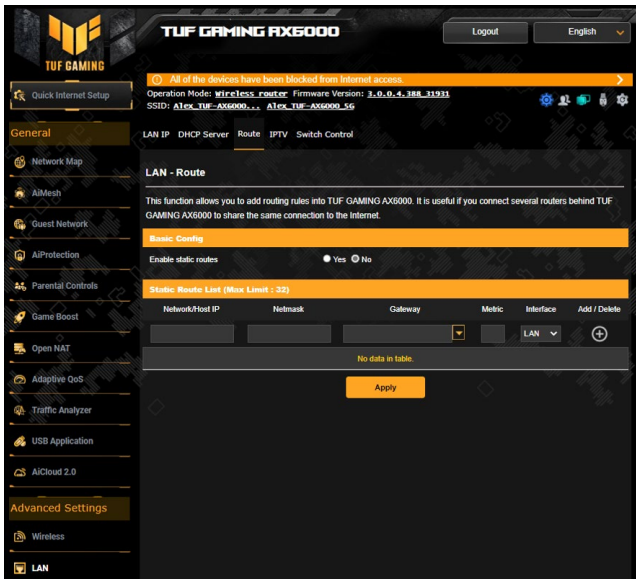 TUF GAMING AX6000
Logout
English
TUF GAMING
All of the devices have been blocked from Internet access.
Quick Internet Setup
Operation Mode: Wireless router Firmware Version: 3.0.0.4.388_31931
SSID: Alex_TUF-AX6000... Alex_TUF-AX6000_5G
General
LAN IP DHCP Server Route IPTV Switch Control
Network Map
AiMesh
Guest Network
AiProtection
Parental Controls
Game Boost
Open NAT
Adaptive QoS
Traffic Analyzer
USB Application
AiCloud 2.0
Advanced Settings
Wireless
LAN
LAN - Route
This function allows you to add routing rules into TUF GAMING AX6000. It is useful if you connect several routers behind TUF
GAMING AX6000 to share the same connection to the Internet.
Basic Config
Enable static routes Yes No
Static Route List (Max Limit : 32)
Network/Host IP Netmask Gateway Metric Interface Add / Delete
LAN
No data in table.
Apply